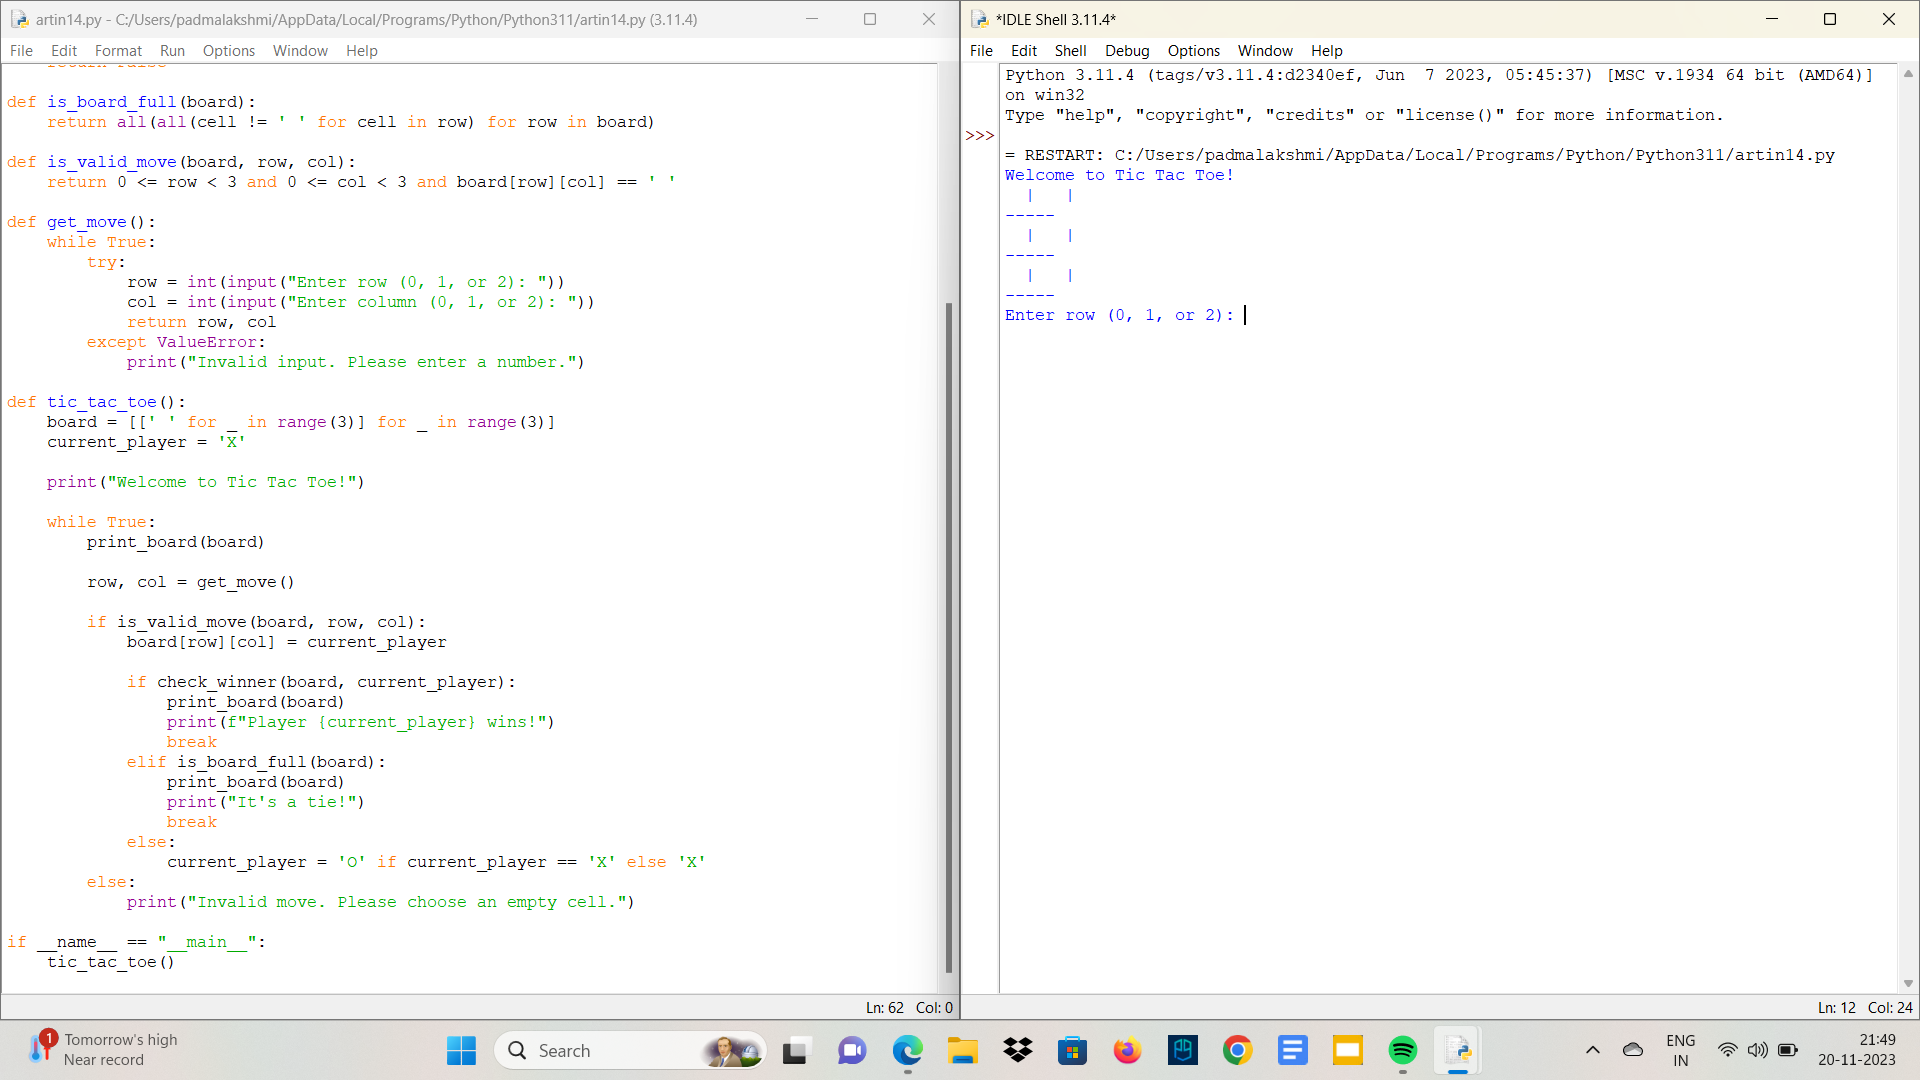 artin14.py - C:/Users/padmalakshmi/AppData/Local/Programs/Python/Python311/artin14.py (3.11.4)
File Edit Format Run Options Window Help
return False

def is_board_full(board):
    return all(all(cell != ' ' for cell in row) for row in board)

def is_valid_move(board, row, col):
    return 0 <= row < 3 and 0 <= col < 3 and board[row][col] == ' '

def get_move():
    while True:
        try:
            row = int(input("Enter row (0, 1, or 2): "))
            col = int(input("Enter column (0, 1, or 2): "))
            return row, col
        except ValueError:
            print("Invalid input. Please enter a number.")

def tic_tac_toe():
    board = [[' ' for _ in range(3)] for _ in range(3)]
    current_player = 'X'

    print("Welcome to Tic Tac Toe!")

    while True:
        print_board(board)

        row, col = get_move()

        if is_valid_move(board, row, col):
            board[row][col] = current_player

            if check_winner(board, current_player):
                print_board(board)
                print(f"Player {current_player} wins!")
                break
            elif is_board_full(board):
                print_board(board)
                print("It's a tie!")
                break
            else:
                current_player = 'O' if current_player == 'X' else 'X'
        else:
            print("Invalid move. Please choose an empty cell.")

if __name__ == "__main__":
    tic_tac_toe()
Ln: 62 Col: 0
*IDLE Shell 3.11.4*
File Edit Shell Debug Options Window Help
Python 3.11.4 (tags/v3.11.4:d2340ef, Jun  7 2023, 05:45:37) [MSC v.1934 64 bit (AMD64)]
on win32
Type "help", "copyright", "credits" or "license()" for more information.
>>>
= RESTART: C:/Users/padmalakshmi/AppData/Local/Programs/Python/Python311/artin14.py
Welcome to Tic Tac Toe!
  |   |
-----
  |   |
-----
  |   |
-----
Enter row (0, 1, or 2):
Ln: 12 Col: 24
1
Tomorrow's high
Near record
Search
ENG
IN
21:49
20-11-2023